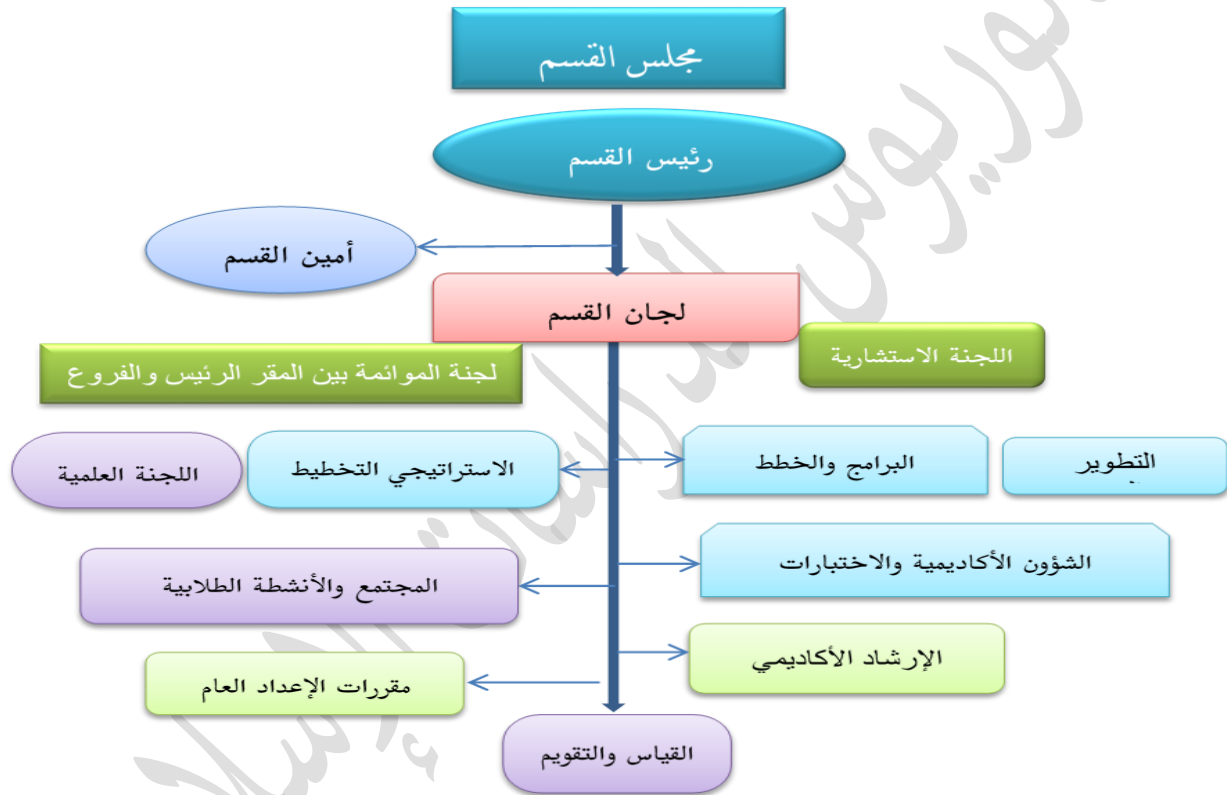 مجلس القسم
رئيس القسم
أمين القسم
لجان القسم
اللجنة الاستشارية
لجنة الموائمة بين المقر الرئيس والفروع
التطوير
البرامج والخطط
الاستراتيجي التخطيط
اللجنة العلمية
الشؤون الأكاديمية والاختبارات
المجتمع والأنشطة الطلابية
الإرشاد الأكاديمي
مقررات الإعداد العام
القياس والتقويم